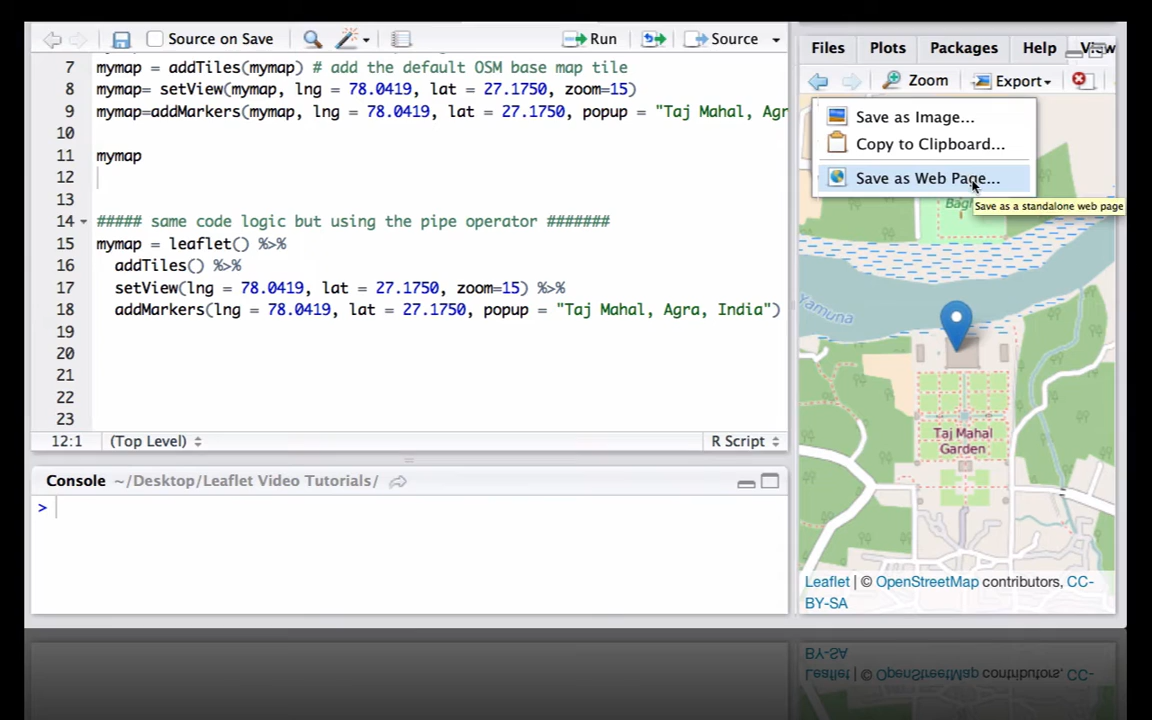 Source on Save
Run
Source
7 mymap = addTiles(mymap) # add the default OSM base map tile
8 mymap= setView(mymap, lng = 78.0419, lat = 27.1750, zoom=15)
9 mymap=addMarkers(mymap, lng = 78.0419, lat = 27.1750, popup = "Taj Mahal, Agr
10
11 mymap
12
13
14 ##### same code logic but using the pipe operator #######
15 mymap = leaflet() %>%
16 addTiles() %>%
17 setView(lng = 78.0419, lat = 27.1750, zoom=15) %>%
18 addMarkers(lng = 78.0419, lat = 27.1750, popup = "Taj Mahal, Agra, India")
19
20
21
22
23
12:1 (Top Level) R Script
Console ~/Desktop/Leaflet Video Tutorials/
>
Files Plots Packages Help View
Zoom Export
Save as Image...
Copy to Clipboard...
Save as Web Page...
Save as a standalone web page
Yamuna
Taj Mahal
Garden
Leaflet | © OpenStreetMap contributors, CC-
BY-SA